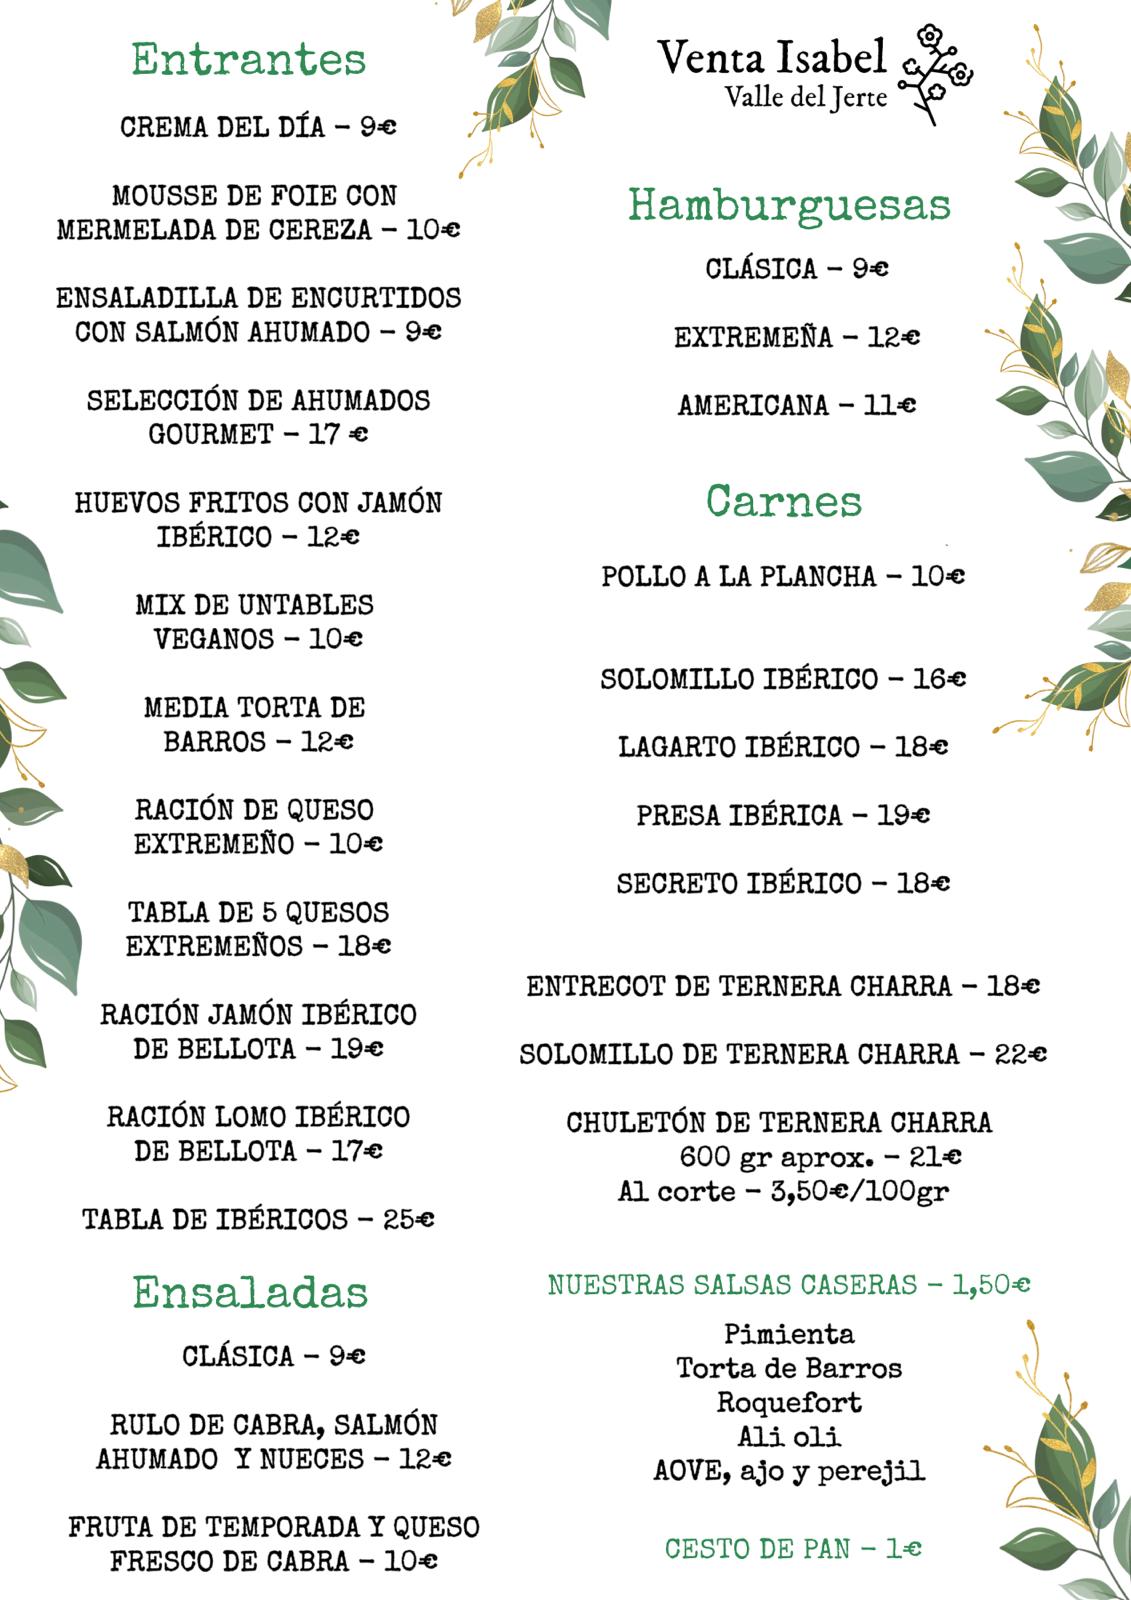 Entrantes
CREMA DEL DÍA – 9€
MOUSSE DE FOIE CON
MERMELADA DE CEREZA – 10€
ENSALADILLA DE ENCURTIDOS
CON SALMÓN AHUMADO – 9€
SELECCIÓN DE AHUMADOS
GOURMET – 17 €
HUEVOS FRITOS CON JAMÓN
IBÉRICO – 12€
MIX DE UNTABLES
VEGANOS – 10€
MEDIA TORTA DE
BARROS – 12€
RACIÓN DE QUESO
EXTREMEÑO – 10€
TABLA DE 5 QUESOS
EXTREMEÑOS – 18€
RACIÓN JAMÓN IBÉRICO
DE BELLOTA – 19€
RACIÓN LOMO IBÉRICO
DE BELLOTA – 17€
TABLA DE IBÉRICOS – 25€
Ensaladas
CLÁSICA – 9€
RULO DE CABRA, SALMÓN
AHUMADO Y NUECES – 12€
FRUTA DE TEMPORADA Y QUESO
FRESCO DE CABRA – 10€
Venta Isabel
Valle del Jerte
Hamburguesas
CLÁSICA – 9€
EXTREMEÑA – 12€
AMERICANA – 11€
Carnes
POLLO A LA PLANCHA – 10€
SOLOMILLO IBÉRICO – 16€
LAGARTO IBÉRICO – 18€
PRESA IBÉRICA – 19€
SECRETO IBÉRICO – 18€
ENTRECOT DE TERNERA CHARRA – 18€
SOLOMILLO DE TERNERA CHARRA – 22€
CHULETÓN DE TERNERA CHARRA
600 gr aprox. – 21€
Al corte – 3,50€/100gr
NUESTRAS SALSAS CASERAS – 1,50€
Pimienta
Torta de Barros
Roquefort
Ali oli
AOVE, ajo y perejil
CESTO DE PAN – 1€